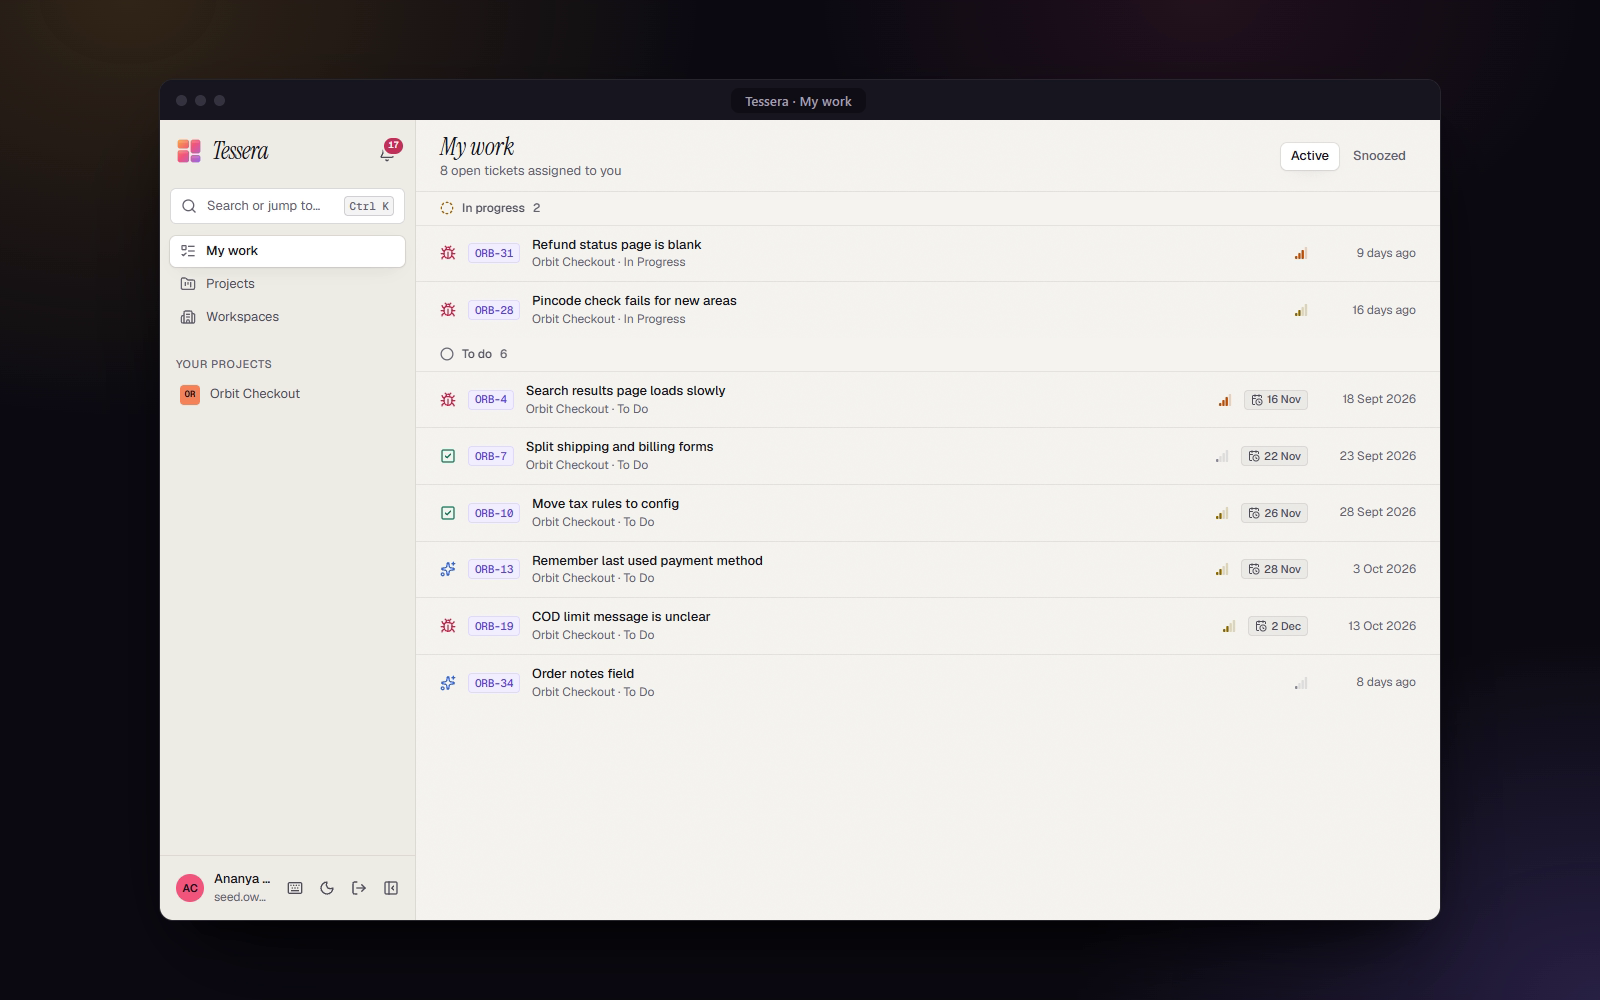 Tessera · My work
Tessera
17
Search or jump to...
Ctrl K
My work
Projects
Workspaces
YOUR PROJECTS
OR
Orbit Checkout
AC
Ananya ...
seed.ow...
My work
8 open tickets assigned to you
Active
Snoozed
In progress 2
ORB-31
Refund status page is blank
Orbit Checkout · In Progress
9 days ago
ORB-28
Pincode check fails for new areas
Orbit Checkout · In Progress
16 days ago
To do 6
ORB-4
Search results page loads slowly
Orbit Checkout · To Do
16 Nov
18 Sept 2026
ORB-7
Split shipping and billing forms
Orbit Checkout · To Do
22 Nov
23 Sept 2026
ORB-10
Move tax rules to config
Orbit Checkout · To Do
26 Nov
28 Sept 2026
ORB-13
Remember last used payment method
Orbit Checkout · To Do
28 Nov
3 Oct 2026
ORB-19
COD limit message is unclear
Orbit Checkout · To Do
2 Dec
13 Oct 2026
ORB-34
Order notes field
Orbit Checkout · To Do
8 days ago